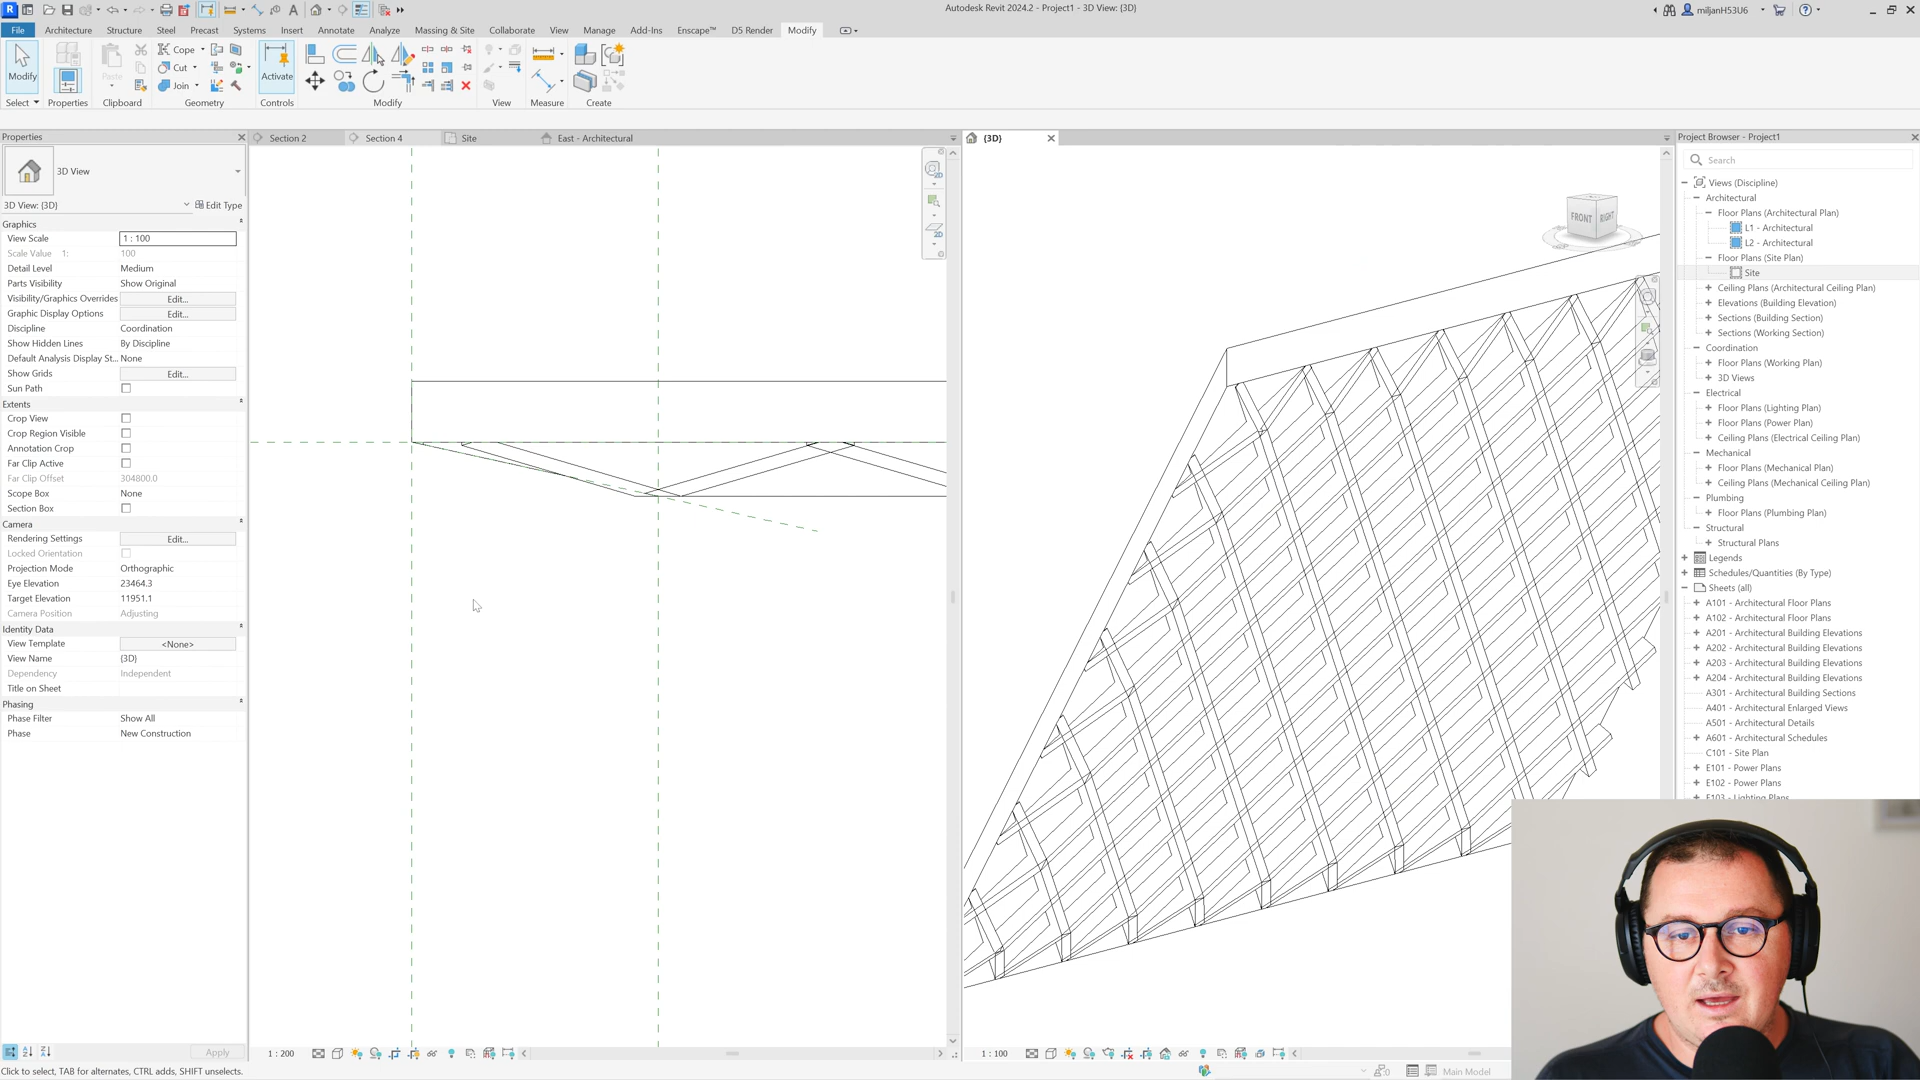 Autodesk Revit 2024.2 - Project1 - 3D View: {3D}
miljanH53U6
File Architecture Structure Steel Precast Systems Insert Annotate Analyze Massing & Site Collaborate View Manage Add-Ins Enscape™ D5 Render Modify
Modify Paste Cope Cut Join Activate
Select Properties Clipboard Geometry Controls Modify View Measure Create
Properties
3D View
3D View: {3D} Edit Type
Graphics
View Scale 1 : 100
Scale Value 1: 100
Detail Level Medium
Parts Visibility Show Original
Visibility/Graphics Overrides Edit...
Graphic Display Options Edit...
Discipline Coordination
Show Hidden Lines By Discipline
Default Analysis Display St... None
Show Grids Edit...
Sun Path
Extents
Crop View
Crop Region Visible
Annotation Crop
Far Clip Active
Far Clip Offset 304800.0
Scope Box None
Section Box
Camera
Rendering Settings Edit...
Locked Orientation
Projection Mode Orthographic
Eye Elevation 23464.3
Target Elevation 11951.1
Camera Position Adjusting
Identity Data
View Template <None>
View Name {3D}
Dependency Independent
Title on Sheet
Phasing
Phase Filter Show All
Phase New Construction
Apply
Section 2 Section 4 Site East - Architectural
{3D}
FRONT RIGHT
1 : 200
1 : 100
Project Browser - Project1
Search
Views (Discipline)
Architectural
Floor Plans (Architectural Plan)
L1 - Architectural
L2 - Architectural
Floor Plans (Site Plan)
Site
Ceiling Plans (Architectural Ceiling Plan)
Elevations (Building Elevation)
Sections (Building Section)
Sections (Working Section)
Coordination
Floor Plans (Working Plan)
3D Views
Electrical
Floor Plans (Lighting Plan)
Floor Plans (Power Plan)
Ceiling Plans (Electrical Ceiling Plan)
Mechanical
Floor Plans (Mechanical Plan)
Ceiling Plans (Mechanical Ceiling Plan)
Plumbing
Floor Plans (Plumbing Plan)
Structural
Structural Plans
Legends
Schedules/Quantities (By Type)
Sheets (all)
A101 - Architectural Floor Plans
A102 - Architectural Floor Plans
A201 - Architectural Building Elevations
A202 - Architectural Building Elevations
A203 - Architectural Building Elevations
A204 - Architectural Building Elevations
A301 - Architectural Building Sections
A401 - Architectural Enlarged Views
A501 - Architectural Details
A601 - Architectural Schedules
C101 - Site Plan
E101 - Power Plans
E102 - Power Plans
E103 - Lighting Plans
Click to select, TAB for alternates, CTRL adds, SHIFT unselects.
:0
Main Model